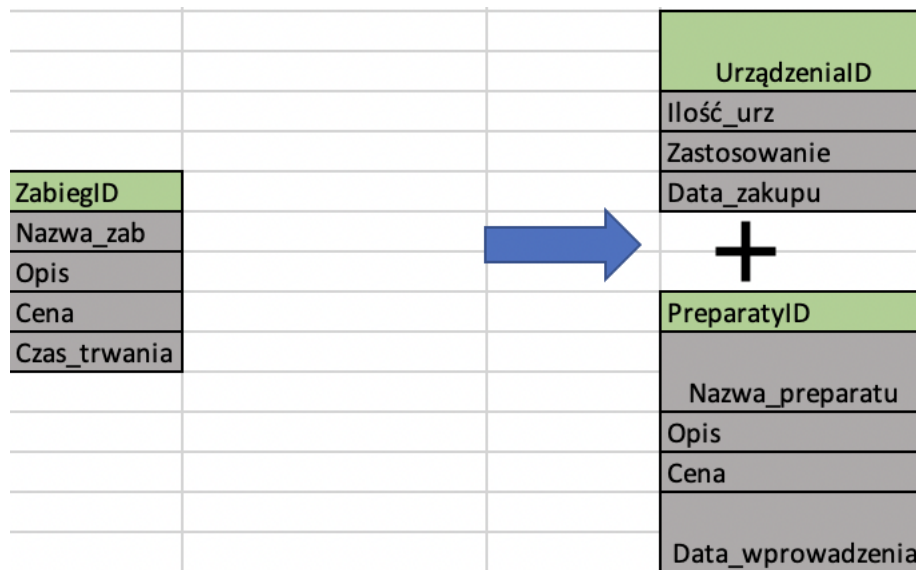 ZabiegID
Nazwa_zab
Opis
Cena
Czas_trwania
UrządzeniaID
Ilość_urz
Zastosowanie
Data_zakupu
+
PreparatyID
Nazwa_preparatu
Opis
Cena
Data_wprowadzenia